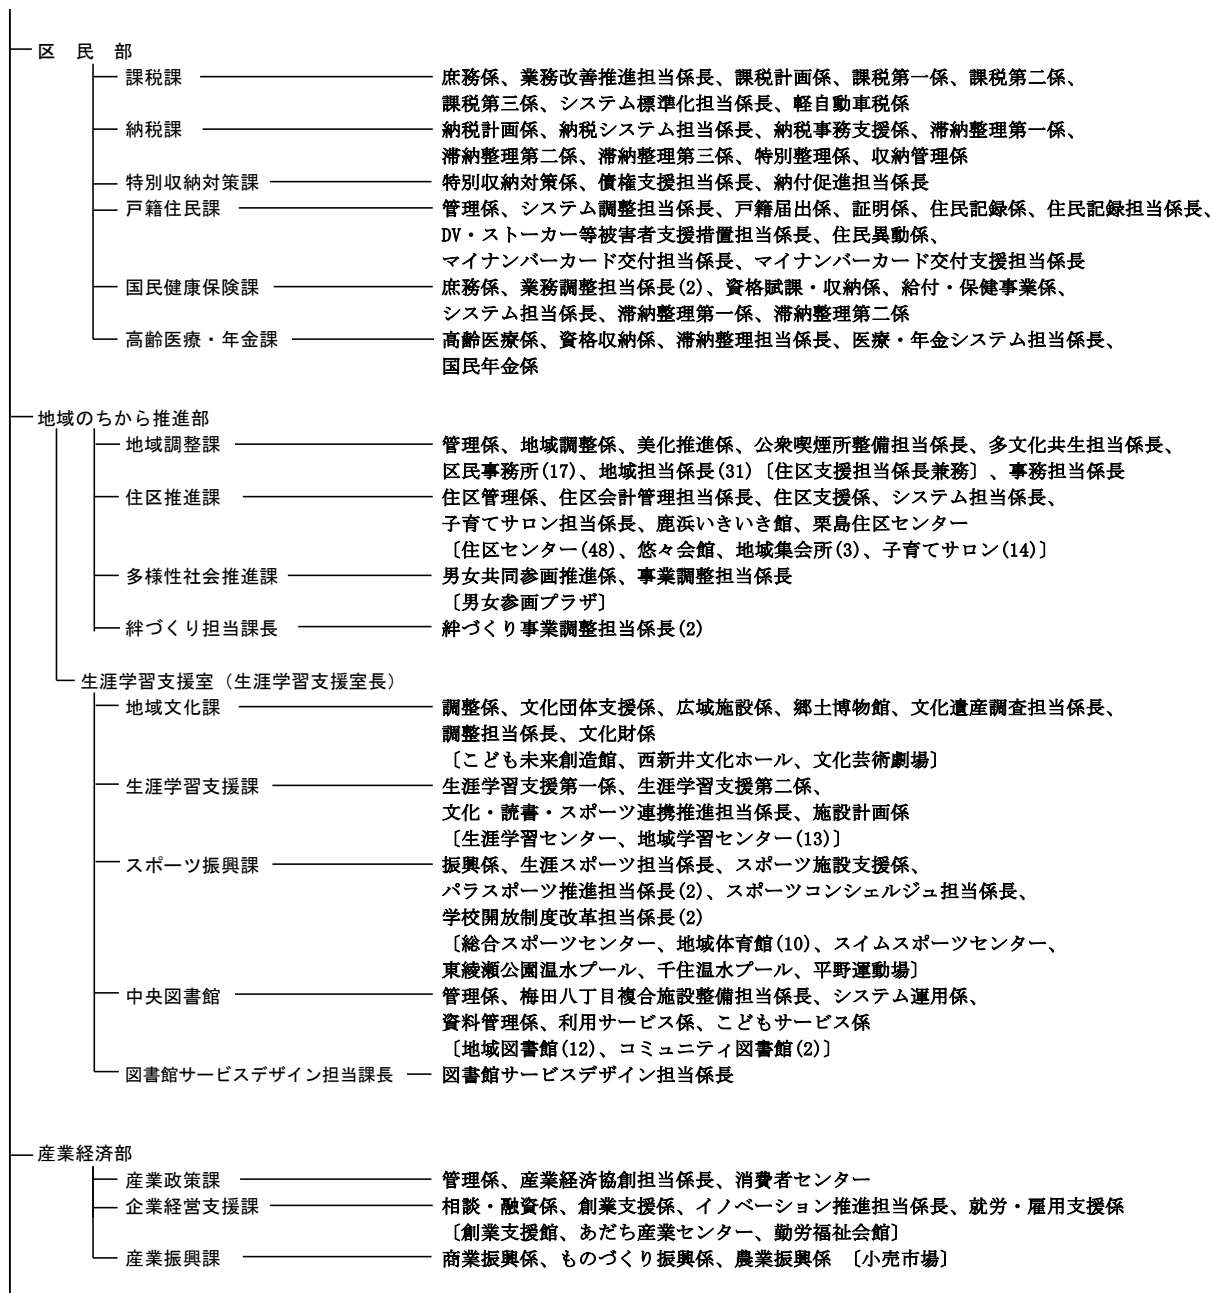 区　民　部
課税課 庶務係、業務改善推進担当係長、課税計画係、課税第一係、課税第二係、
課税第三係、システム標準化担当係長、軽自動車税係
納税課 納税計画係、納税システム担当係長、納税事務支援係、滞納整理第一係、
滞納整理第二係、滞納整理第三係、特別整理係、収納管理係
特別収納対策課 特別収納対策係、債権支援担当係長、納付促進担当係長
戸籍住民課 管理係、システム調整担当係長、戸籍届出係、証明係、住民記録係、住民記録担当係長、
DV・ストーカー等被害者支援措置担当係長、住民異動係、
マイナンバーカード交付担当係長、マイナンバーカード交付支援担当係長
国民健康保険課 庶務係、業務調整担当係長(2)、資格賦課・収納係、給付・保健事業係、
システム担当係長、滞納整理第一係、滞納整理第二係
高齢医療・年金課 高齢医療係、資格収納係、滞納整理担当係長、医療・年金システム担当係長、
国民年金係
地域のちから推進部
地域調整課 管理係、地域調整係、美化推進係、公衆喫煙所整備担当係長、多文化共生担当係長、
区民事務所(17)、地域担当係長(31)〔住区支援担当係長兼務〕、事務担当係長
住区推進課 住区管理係、住区会計管理担当係長、住区支援係、システム担当係長、
子育てサロン担当係長、鹿浜いきいき館、栗島住区センター
〔住区センター(48)、悠々会館、地域集会所(3)、子育てサロン(14)〕
多様性社会推進課 男女共同参画推進係、事業調整担当係長
〔男女参画プラザ〕
絆づくり担当課長 絆づくり事業調整担当係長(2)
生涯学習支援室（生涯学習支援室長）
地域文化課 調整係、文化団体支援係、広域施設係、郷土博物館、文化遺産調査担当係長、
調整担当係長、文化財係
〔こども未来創造館、西新井文化ホール、文化芸術劇場〕
生涯学習支援課 生涯学習支援第一係、生涯学習支援第二係、
文化・読書・スポーツ連携推進担当係長、施設計画係
〔生涯学習センター、地域学習センター(13)〕
スポーツ振興課 振興係、生涯スポーツ担当係長、スポーツ施設支援係、
パラスポーツ推進担当係長(2)、スポーツコンシェルジュ担当係長、
学校開放制度改革担当係長(2)
〔総合スポーツセンター、地域体育館(10)、スイムスポーツセンター、
東綾瀬公園温水プール、千住温水プール、平野運動場〕
中央図書館 管理係、梅田八丁目複合施設整備担当係長、システム運用係、
資料管理係、利用サービス係、こどもサービス係
〔地域図書館(12)、コミュニティ図書館(2)〕
図書館サービスデザイン担当課長 図書館サービスデザイン担当係長
産業経済部
産業政策課 管理係、産業経済協創担当係長、消費者センター
企業経営支援課 相談・融資係、創業支援係、イノベーション推進担当係長、就労・雇用支援係
〔創業支援館、あだち産業センター、勤労福祉会館〕
産業振興課 商業振興係、ものづくり振興係、農業振興係　〔小売市場〕